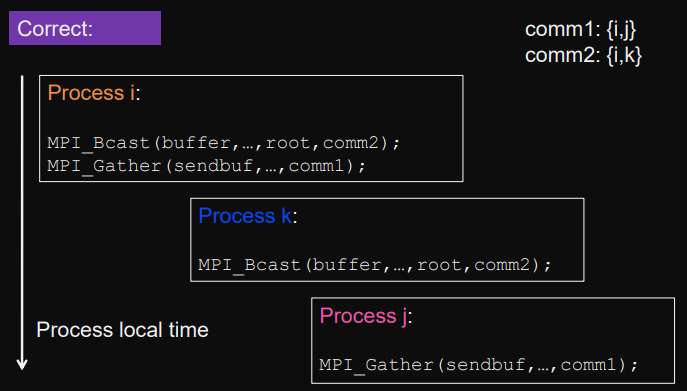 Correct:
comm1: {i,j}
comm2: {i,k}
Process i:
MPI_Bcast(buffer,…,root,comm2);
MPI_Gather(sendbuf,…,comm1);
Process k:
MPI_Bcast(buffer,…,root,comm2);
Process j:
Process local time
MPI_Gather(sendbuf,…,comm1);